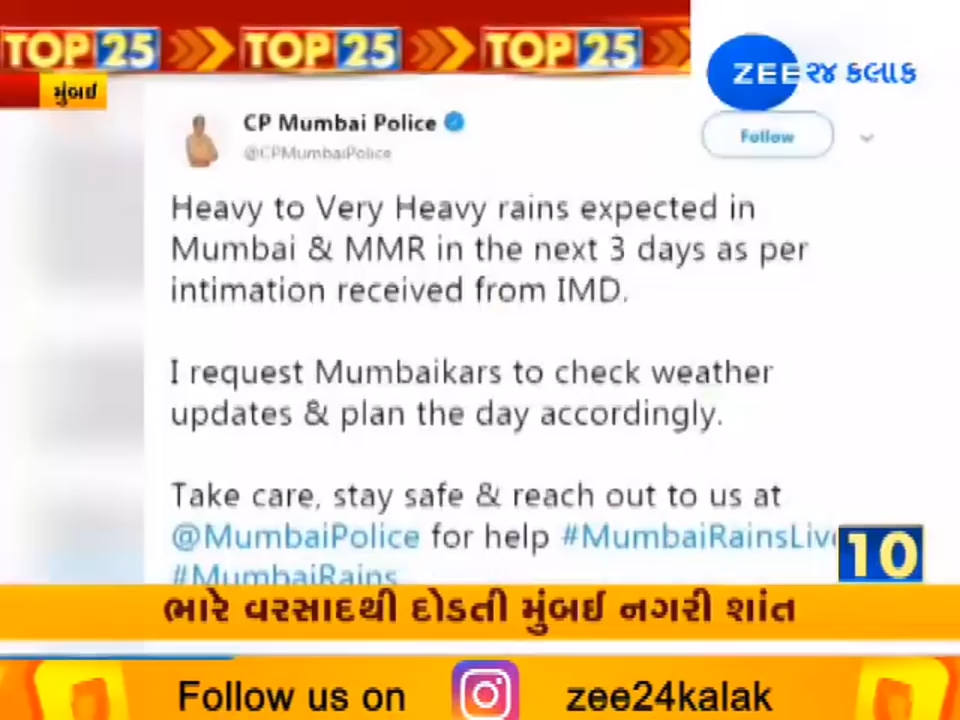 TOP 25 TOP 25 TOP 25
ZEE ૨૪ કલાક
મુંબઈ
CP Mumbai Police
@CPMumbaiPolice
Follow
Heavy to Very Heavy rains expected in
Mumbai & MMR in the next 3 days as per
intimation received from IMD.
I request Mumbaikars to check weather
updates & plan the day accordingly.
Take care, stay safe & reach out to us at
@MumbaiPolice for help #MumbaiRainsLive
#MumbaiRains
10
ભારે વરસાદથી દોડતી મુંબઈ નગરી શાંત
Follow us on zee24kalak